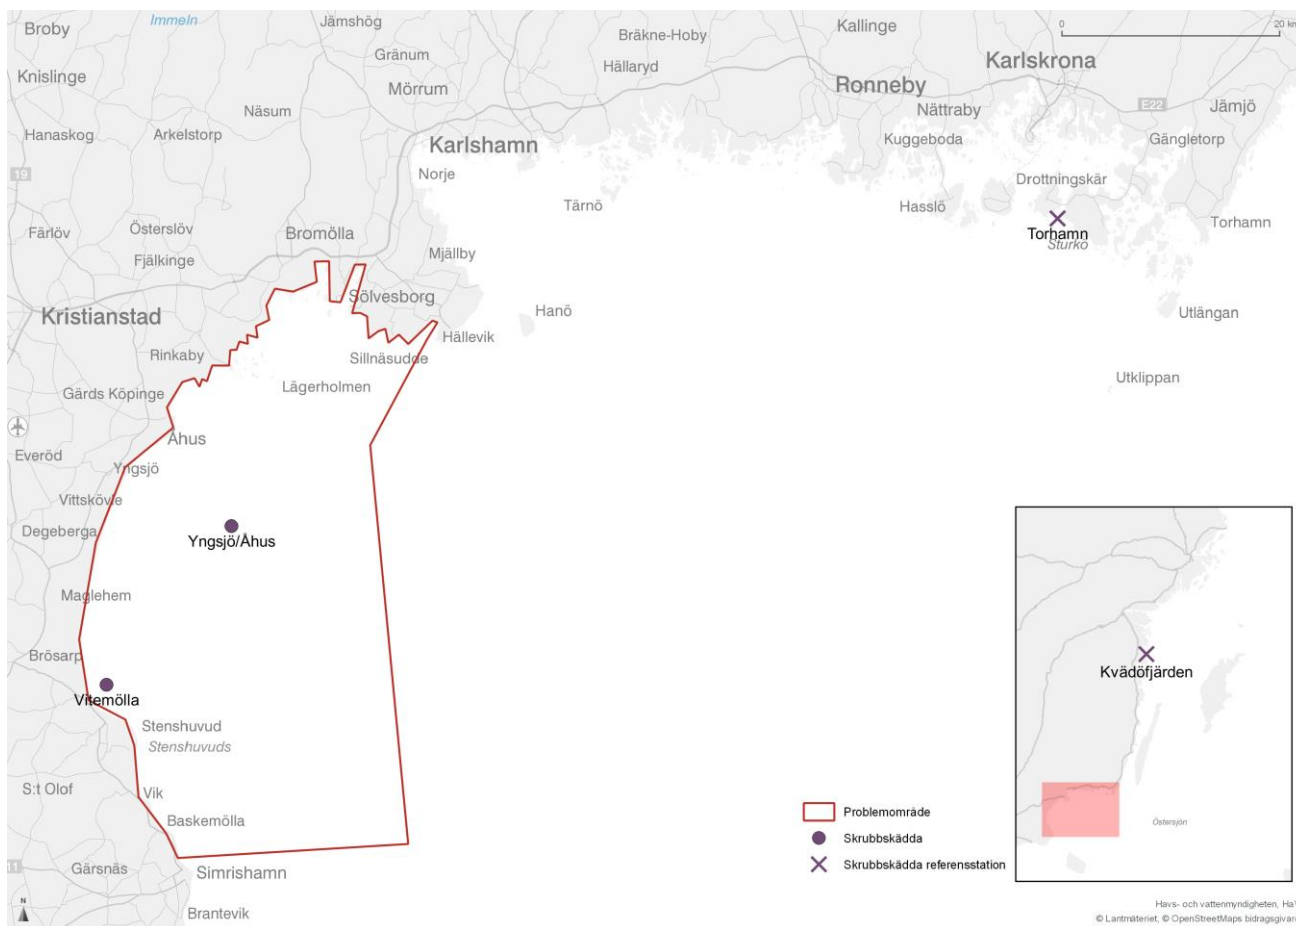 Broby
Immeln
Jämshög
Bräkne-Hoby
Kallinge
0
20 km
Gränum
Knislinge
Mörrum
Hällaryd
Karlskrona
Ronneby
Näsum
Nättraby
E22
Jämjö
Hanaskog
Arkelstorp
Karlshamn
Kuggeboda
Gängletorp
19
Norje
Drottningskär
Tärnö
Hasslö
Färlöv
Österslöv
Bromölla
Torhamn
Torhamn
Sturkö
Fjälkinge
Mjällby
Sölvesborg
Kristianstad
Hanö
Utlängan
Hällevik
Rinkaby
Sillnäsudde
Gärds Köpinge
Lägerholmen
Utklippan
Åhus
Everöd
Yngsjö
Vittskövle
Degeberga
Yngsjö/Åhus
Maglehem
Brösarp
Kvädöfjärden
Vitemölla
Stenshuvud
Stenshuvuds
S:t Olof
Vik
Baskemölla
Problemområde
Östersjön
Skrubbskädda
Skrubbskädda referensstation
11
Gärsnäs
Simrishamn
N
Brantevik
Havs- och vattenmyndigheten, HaV
© Lantmäteriet, © OpenStreetMaps bidragsgivare